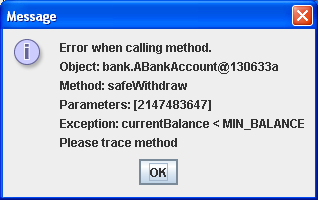 Message
Error when calling method.
Object: bank.ABankAccount@130633a
Method: safeWithdraw
Parameters: [2147483647]
Exception: currentBalance < MIN_BALANCE
Please trace method
OK